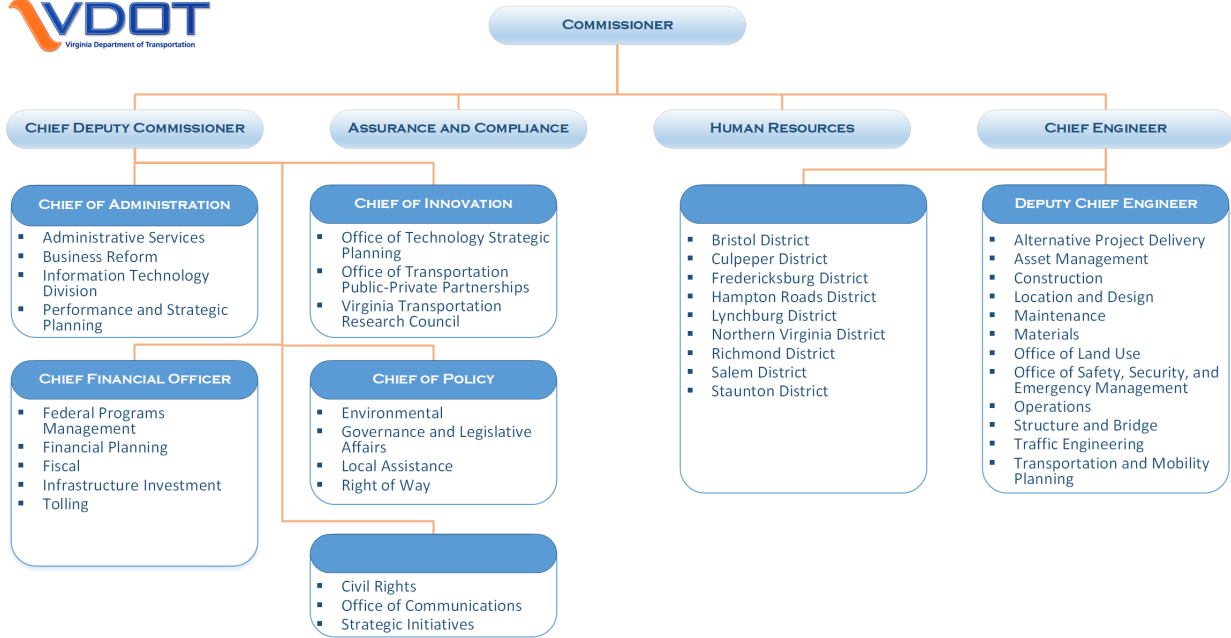 VDOT
Virginia Department of Transportation
COMMISSIONER
CHIEF DEPUTY COMMISSIONER
ASSURANCE AND COMPLIANCE
HUMAN RESOURCES
CHIEF ENGINEER
CHIEF OF ADMINISTRATION
▪ Administrative Services
▪ Business Reform
▪ Information Technology
Division
▪ Performance and Strategic
Planning
CHIEF OF INNOVATION
▪ Office of Technology Strategic
Planning
▪ Office of Transportation
Public-Private Partnerships
▪ Virginia Transportation
Research Council
▪ Bristol District
▪ Culpeper District
▪ Fredericksburg District
▪ Hampton Roads District
▪ Lynchburg District
▪ Northern Virginia District
▪ Richmond District
▪ Salem District
▪ Staunton District
DEPUTY CHIEF ENGINEER
▪ Alternative Project Delivery
▪ Asset Management
▪ Construction
▪ Location and Design
▪ Maintenance
▪ Materials
▪ Office of Land Use
▪ Office of Safety, Security, and
Emergency Management
▪ Operations
▪ Structure and Bridge
▪ Traffic Engineering
▪ Transportation and Mobility
Planning
CHIEF FINANCIAL OFFICER
▪ Federal Programs
Management
▪ Financial Planning
▪ Fiscal
▪ Infrastructure Investment
▪ Tolling
CHIEF OF POLICY
▪ Environmental
▪ Governance and Legislative
Affairs
▪ Local Assistance
▪ Right of Way
▪ Civil Rights
▪ Office of Communications
▪ Strategic Initiatives